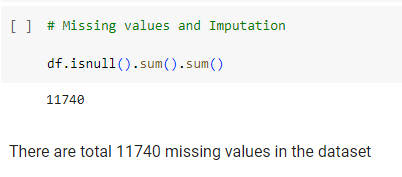 [ ] # Missing values and Imputation
df.isnull().sum().sum()
11740
There are total 11740 missing values in the dataset